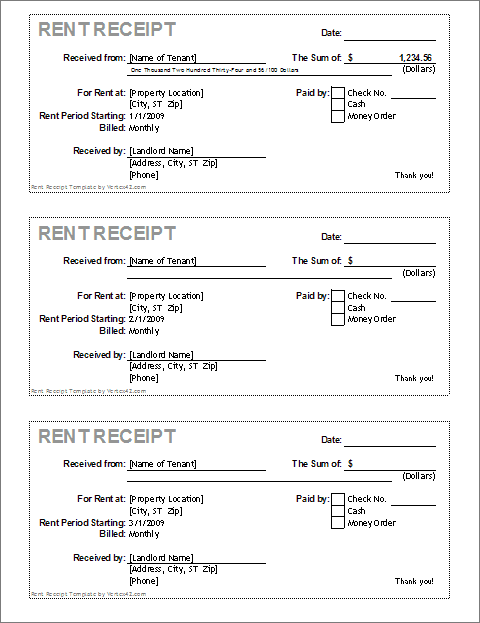 RENT RECEIPT
Date:
Received from: [Name of Tenant] The Sum of: $ 1,234.56
One Thousand Two Hundred Thirty-Four and 56/100 Dollars (Dollars)
For Rent at: [Property Location] Paid by: Check No.
[City, ST Zip] Cash
Rent Period Starting: 1/1/2009 Money Order
Billed: Monthly
Received by: [Landlord Name]
[Address, City, ST Zip]
[Phone] Thank you!
Rent Receipt Template by Vertex42.com
RENT RECEIPT
Date:
Received from: [Name of Tenant] The Sum of: $
(Dollars)
For Rent at: [Property Location] Paid by: Check No.
[City, ST Zip] Cash
Rent Period Starting: 2/1/2009 Money Order
Billed: Monthly
Received by: [Landlord Name]
[Address, City, ST Zip]
[Phone] Thank you!
Rent Receipt Template by Vertex42.com
RENT RECEIPT
Date:
Received from: [Name of Tenant] The Sum of: $
(Dollars)
For Rent at: [Property Location] Paid by: Check No.
[City, ST Zip] Cash
Rent Period Starting: 3/1/2009 Money Order
Billed: Monthly
Received by: [Landlord Name]
[Address, City, ST Zip]
[Phone] Thank you!
Rent Receipt Template by Vertex42.com